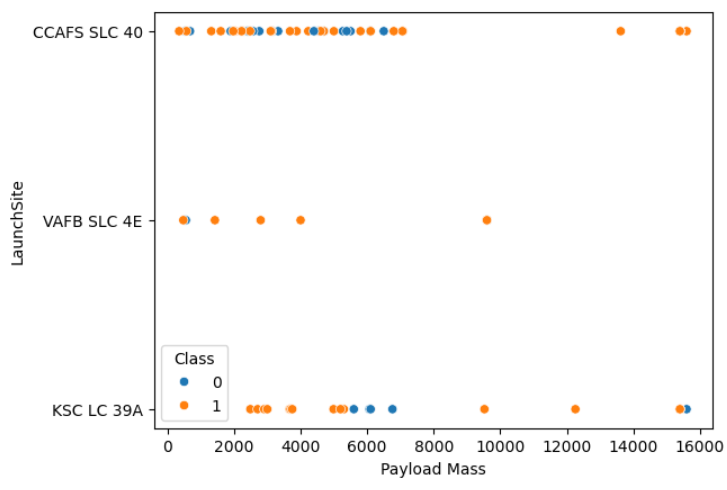 CCAFS SLC 40
VAFB SLC 4E
KSC LC 39A
LaunchSite
Class
0
1
0 2000 4000 6000 8000 10000 12000 14000 16000
Payload Mass